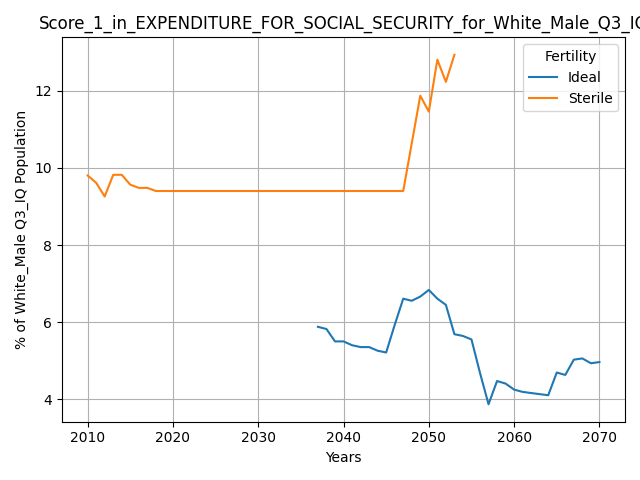 Score_1_in_EXPENDITURE_FOR_SOCIAL_SECURITY_for_White_Male_Q3_IQ
Fertility
Ideal
Sterile
% of White_Male Q3_IQ Population
12
10
8
6
4
2010 2020 2030 2040 2050 2060 2070
Years